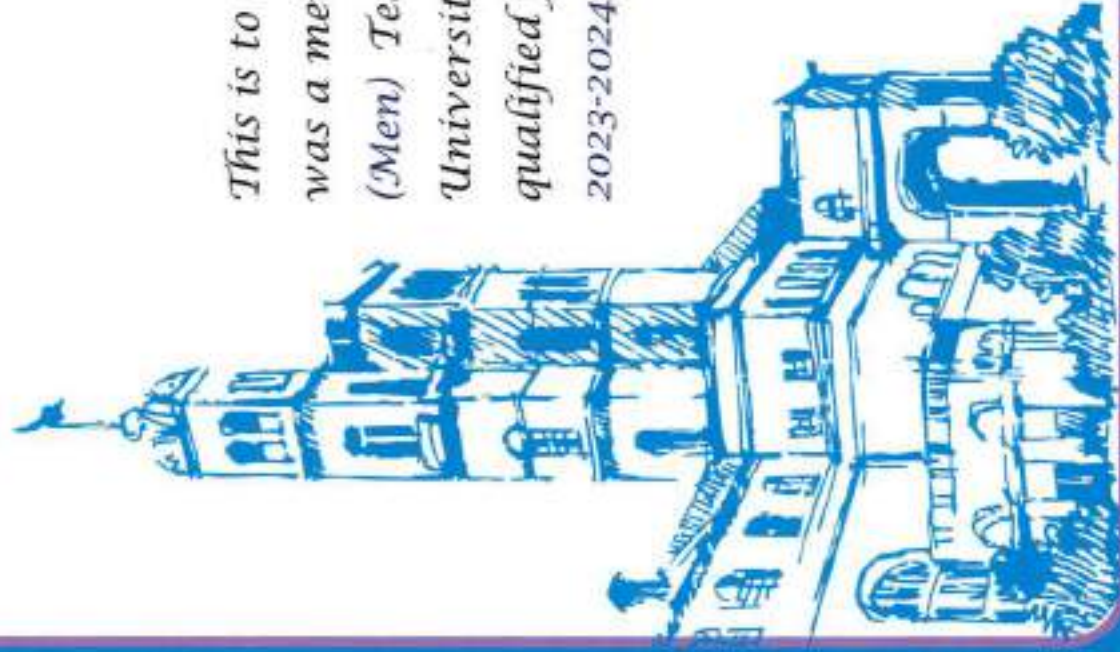 This is to
was a me
(Men) Te
Universit
qualified
2023-2024